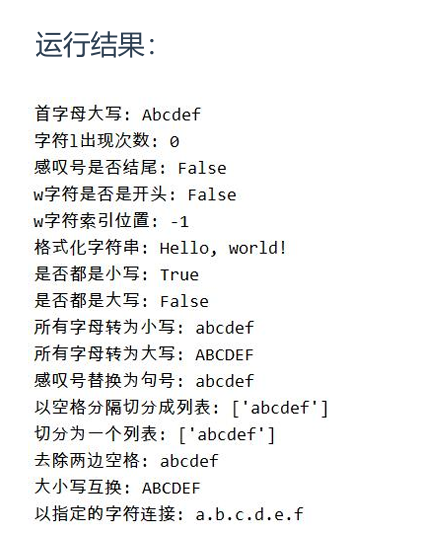 运行结果：
首字母大写: Abcdef
字符l出现次数: 0
感叹号是否结尾: False
w字符是否是开头: False
w字符索引位置: -1
格式化字符串: Hello, world!
是否都是小写: True
是否都是大写: False
所有字母转为小写: abcdef
所有字母转为大写: ABCDEF
感叹号替换为句号: abcdef
以空格分隔切分成列表: ['abcdef']
切分为一个列表: ['abcdef']
去除两边空格: abcdef
大小写互换: ABCDEF
以指定的字符连接: a.b.c.d.e.f